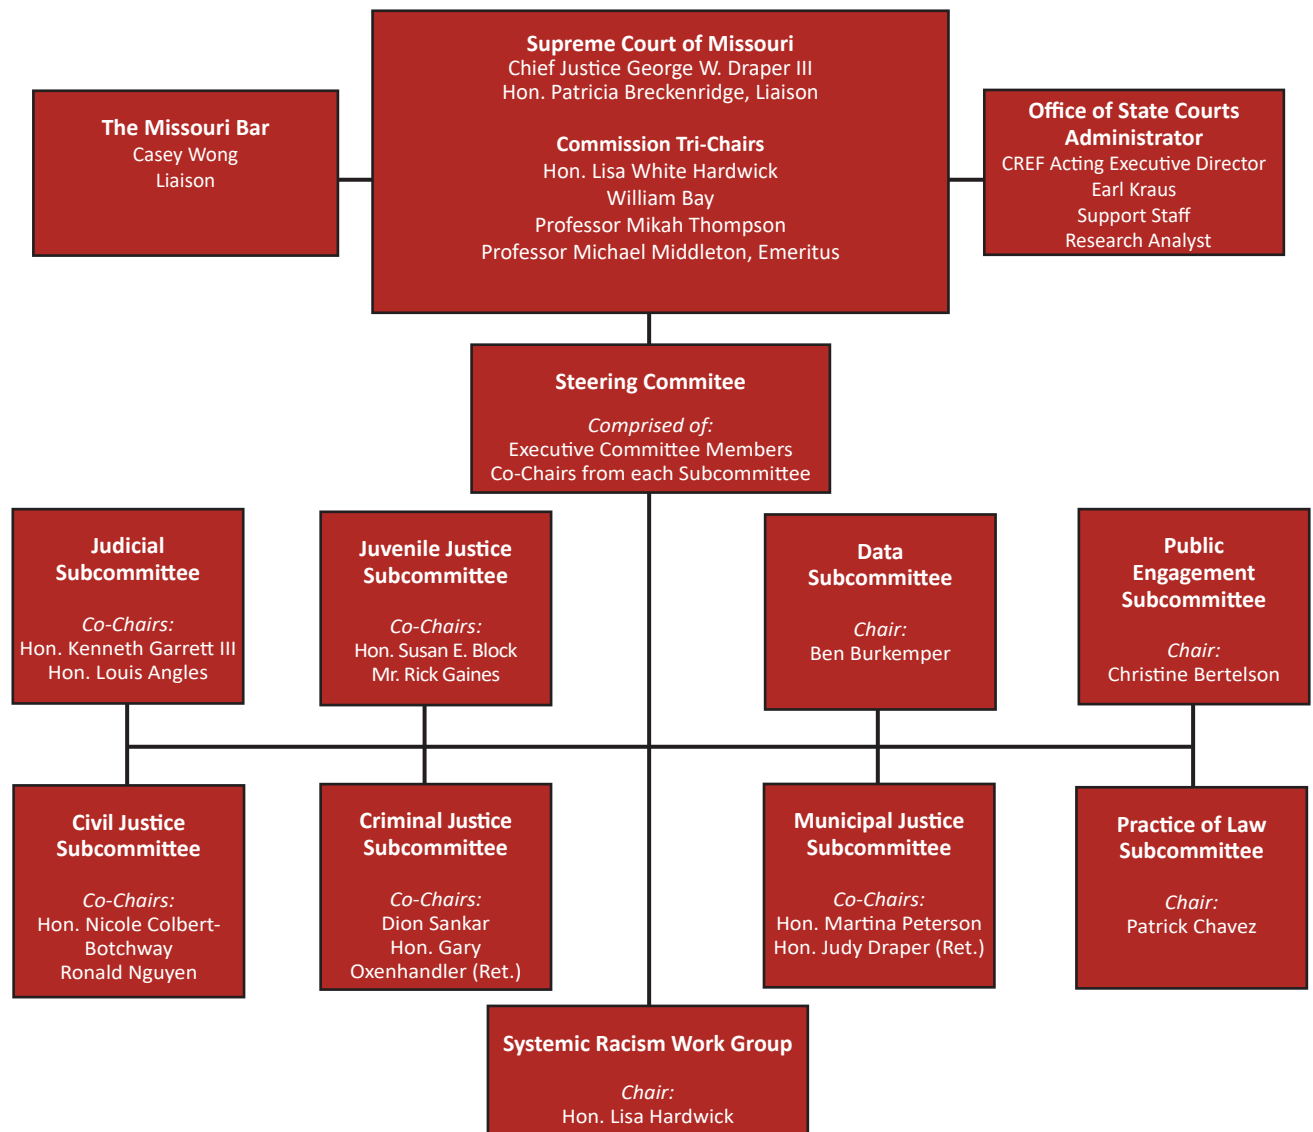 Supreme Court of Missouri
Chief Justice George W. Draper III
Hon. Patricia Breckenridge, Liaison
Commission Tri-Chairs
Hon. Lisa White Hardwick
William Bay
Professor Mikah Thompson
Professor Michael Middleton, Emeritus
The Missouri Bar
Casey Wong
Liaison
Office of State Courts
Administrator
CREF Acting Executive Director
Earl Kraus
Support Staff
Research Analyst
Steering Commitee
Comprised of:
Executive Committee Members
Co-Chairs from each Subcommittee
Judicial
Subcommittee
Co-Chairs:
Hon. Kenneth Garrett III
Hon. Louis Angles
Juvenile Justice
Subcommittee
Co-Chairs:
Hon. Susan E. Block
Mr. Rick Gaines
Data
Subcommittee
Chair:
Ben Burkemper
Public
Engagement
Subcommittee
Chair:
Christine Bertelson
Civil Justice
Subcommittee
Co-Chairs:
Hon. Nicole Colbert-
Botchway
Ronald Nguyen
Criminal Justice
Subcommittee
Co-Chairs:
Dion Sankar
Hon. Gary
Oxenhandler (Ret.)
Municipal Justice
Subcommittee
Co-Chairs:
Hon. Martina Peterson
Hon. Judy Draper (Ret.)
Practice of Law
Subcommittee
Chair:
Patrick Chavez
Systemic Racism Work Group
Chair:
Hon. Lisa Hardwick